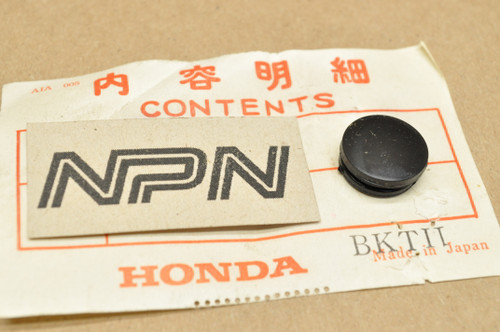 内容明細
CONTENTS
NPN
HONDA
BKTII
Made in Japan